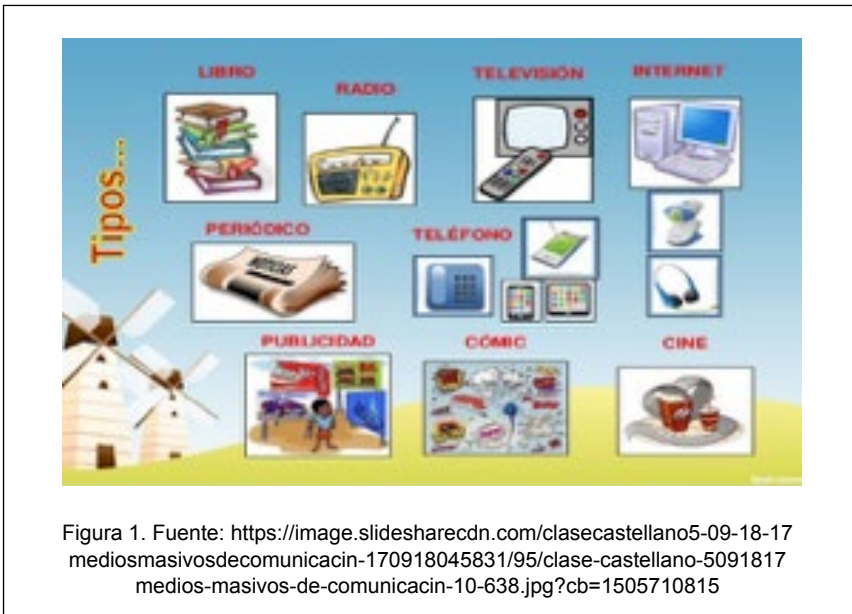 LIBRO
RADIO
TELEVISIÓN
INTERNET
Tipos...
PERIÓDICO
NOTICIAS
TELÉFONO
PUBLICIDAD
CÓMIC
CINE
Figura 1. Fuente: https://image.slidesharecdn.com/clasecastellano5-09-18-17
mediosmasivosdecomunicacin-170918045831/95/clase-castellano-5091817
medios-masivos-de-comunicacin-10-638.jpg?cb=1505710815